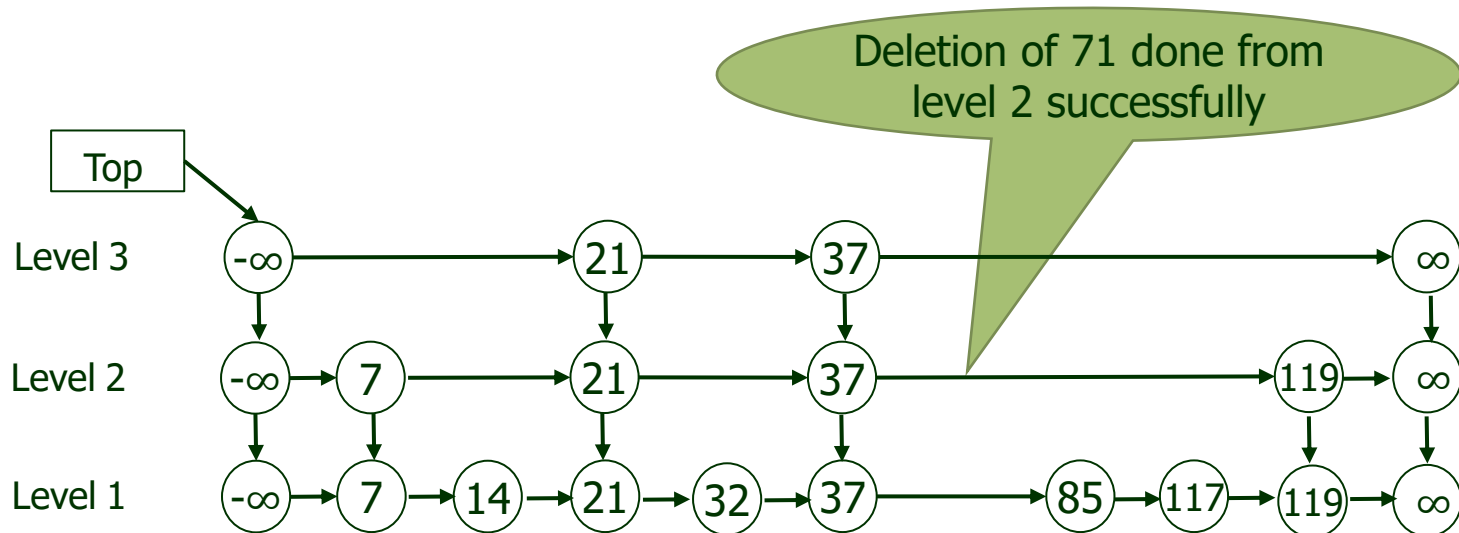 Deletion of 71 done from
level 2 successfully
Top
Level 3 -∞ 21 37 ∞
Level 2 -∞ 7 21 37 119 ∞
Level 1 -∞ 7 14 21 32 37 85 117 119 ∞